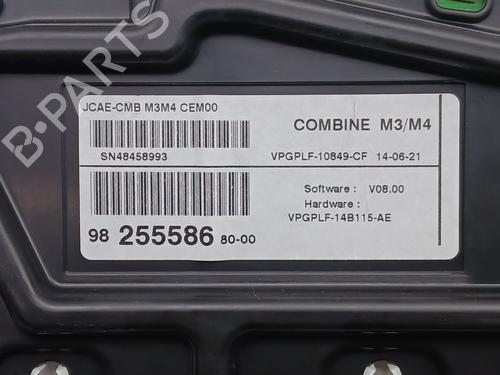 B-PARTS
JCAE-CMB M3M4 CEM00
COMBINE M3/M4
SN48458993
VPGPLF-10849-CF 14-06-21
Software : V08.00
Hardware :
VPGPLF-14B115-AE
98 255586 80-00